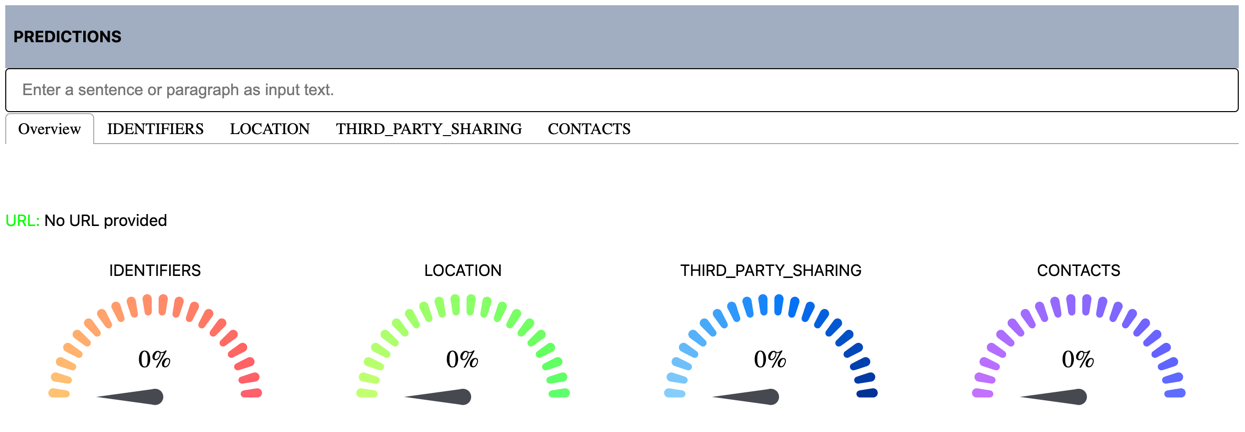 PREDICTIONS
Enter a sentence or paragraph as input text.
Overview IDENTIFIERS LOCATION THIRD_PARTY_SHARING CONTACTS
URL: No URL provided
IDENTIFIERS LOCATION THIRD_PARTY_SHARING CONTACTS
0% 0% 0% 0%